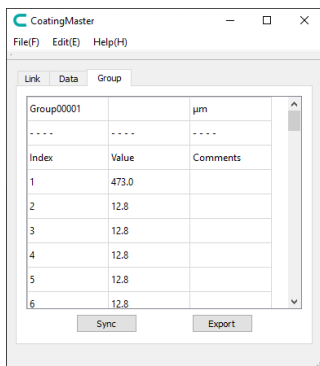 CoatingMaster
File(F) Edit(E) Help(H)
Link Data Group
Group00001 µm
---- ---- ----
Index Value Comments
1 473.0
2 12.8
3 12.8
4 12.8
5 12.8
6 12.8
Sync Export